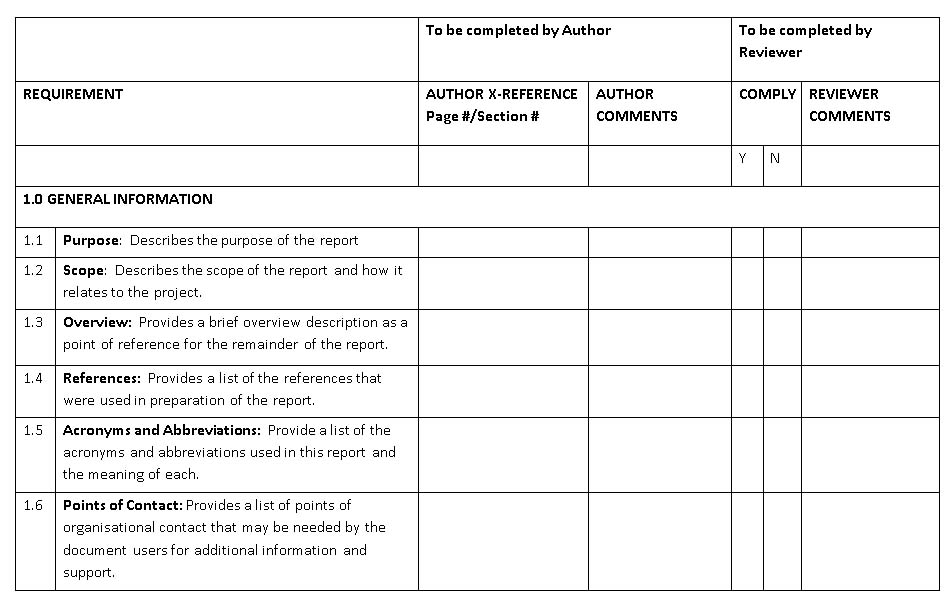 To be completed by Author
To be completed by
Reviewer
REQUIREMENT
AUTHOR X-REFERENCE
Page #/Section #
AUTHOR
COMMENTS
COMPLY
REVIEWER
COMMENTS
Y
N
1.0 GENERAL INFORMATION
1.1 Purpose: Describes the purpose of the report
1.2 Scope: Describes the scope of the report and how it
relates to the project.
1.3 Overview: Provides a brief overview description as a
point of reference for the remainder of the report.
1.4 References: Provides a list of the references that
were used in preparation of the report.
1.5 Acronyms and Abbreviations: Provide a list of the
acronyms and abbreviations used in this report and
the meaning of each.
1.6 Points of Contact: Provides a list of points of
organisational contact that may be needed by the
document users for additional information and
support.